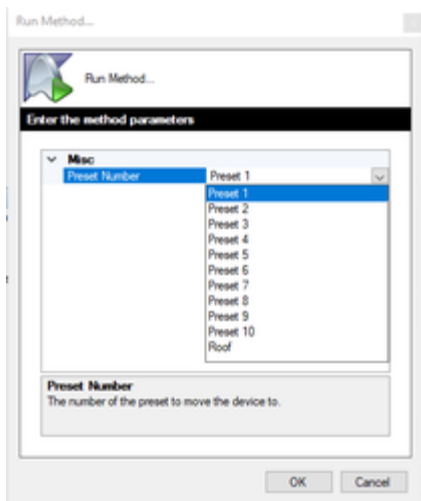 Run Method...
Run Method...
Enter the method parameters
Misc
Preset Number Preset 1
Preset 1
Preset 2
Preset 3
Preset 4
Preset 5
Preset 6
Preset 7
Preset 8
Preset 9
Preset 10
Roof
Preset Number
The number of the preset to move the device to.
OK Cancel